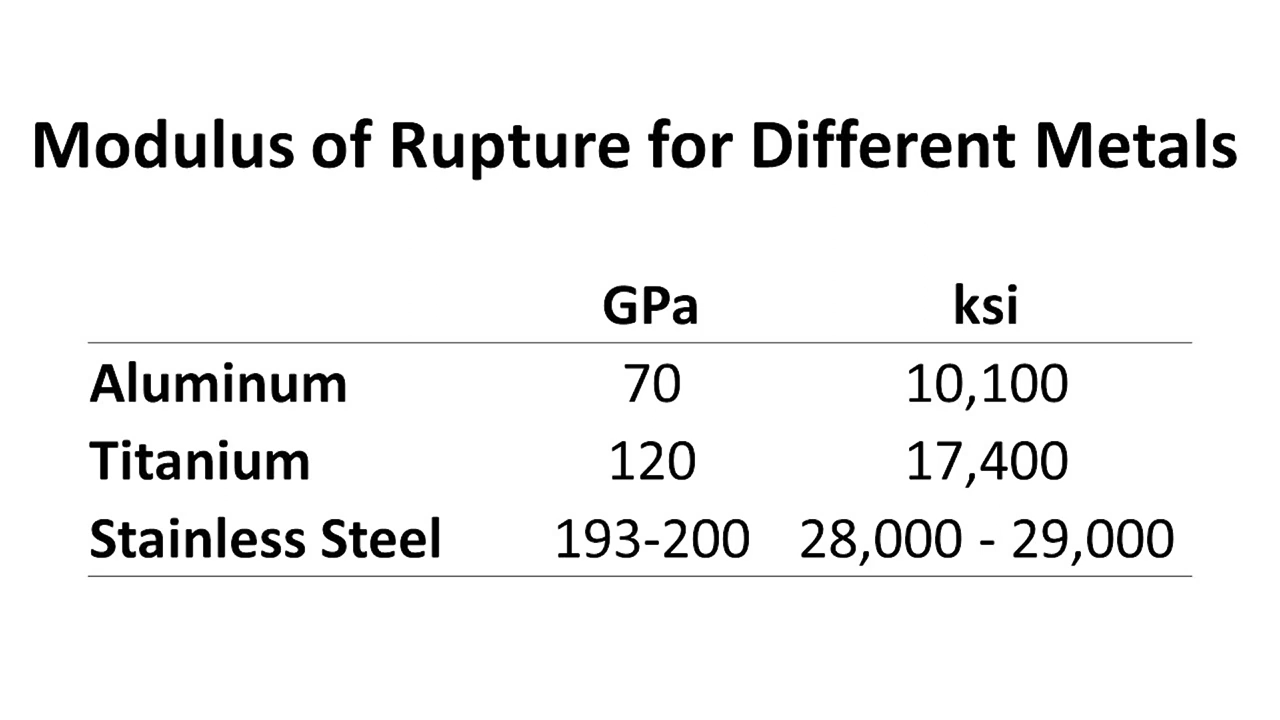 Modulus of Rupture for Different Metals
GPa ksi
Aluminum 70 10,100
Titanium 120 17,400
Stainless Steel 193-200 28,000 - 29,000